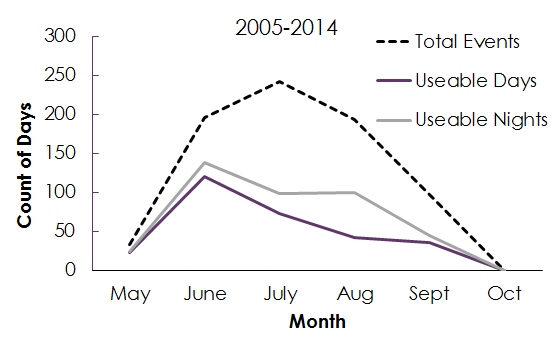 2005-2014
Total Events
Useable Days
Useable Nights
Count of Days
300
250
200
150
100
50
0
May June July Aug Sept Oct
Month